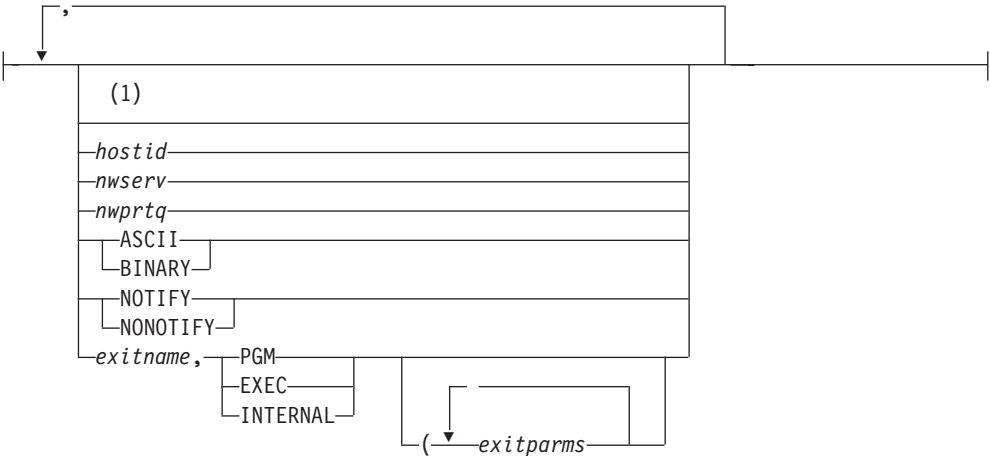 ,
(1)
hostid
nwserv
nwprtq
ASCII
BINARY
NOTIFY
NONOTIFY
exitname, PGM
EXEC
INTERNAL
( exitparms